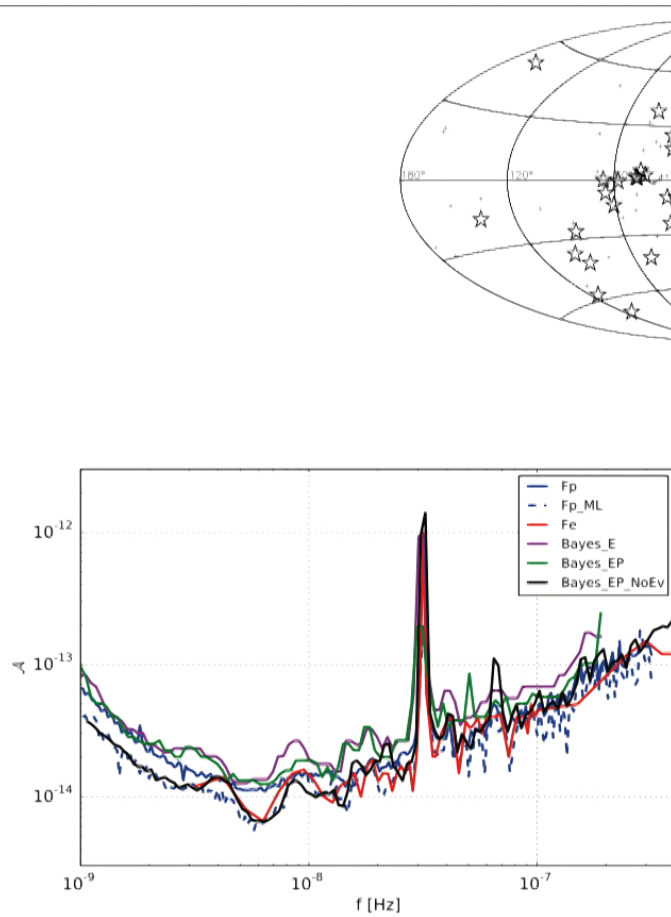 180°
120°
10⁻¹²
10⁻¹³
10⁻¹⁴
𝒜
Fp
Fp_ML
Fe
Bayes_E
Bayes_EP
Bayes_EP_NoEv
10⁻⁹
10⁻⁸
10⁻⁷
f [Hz]